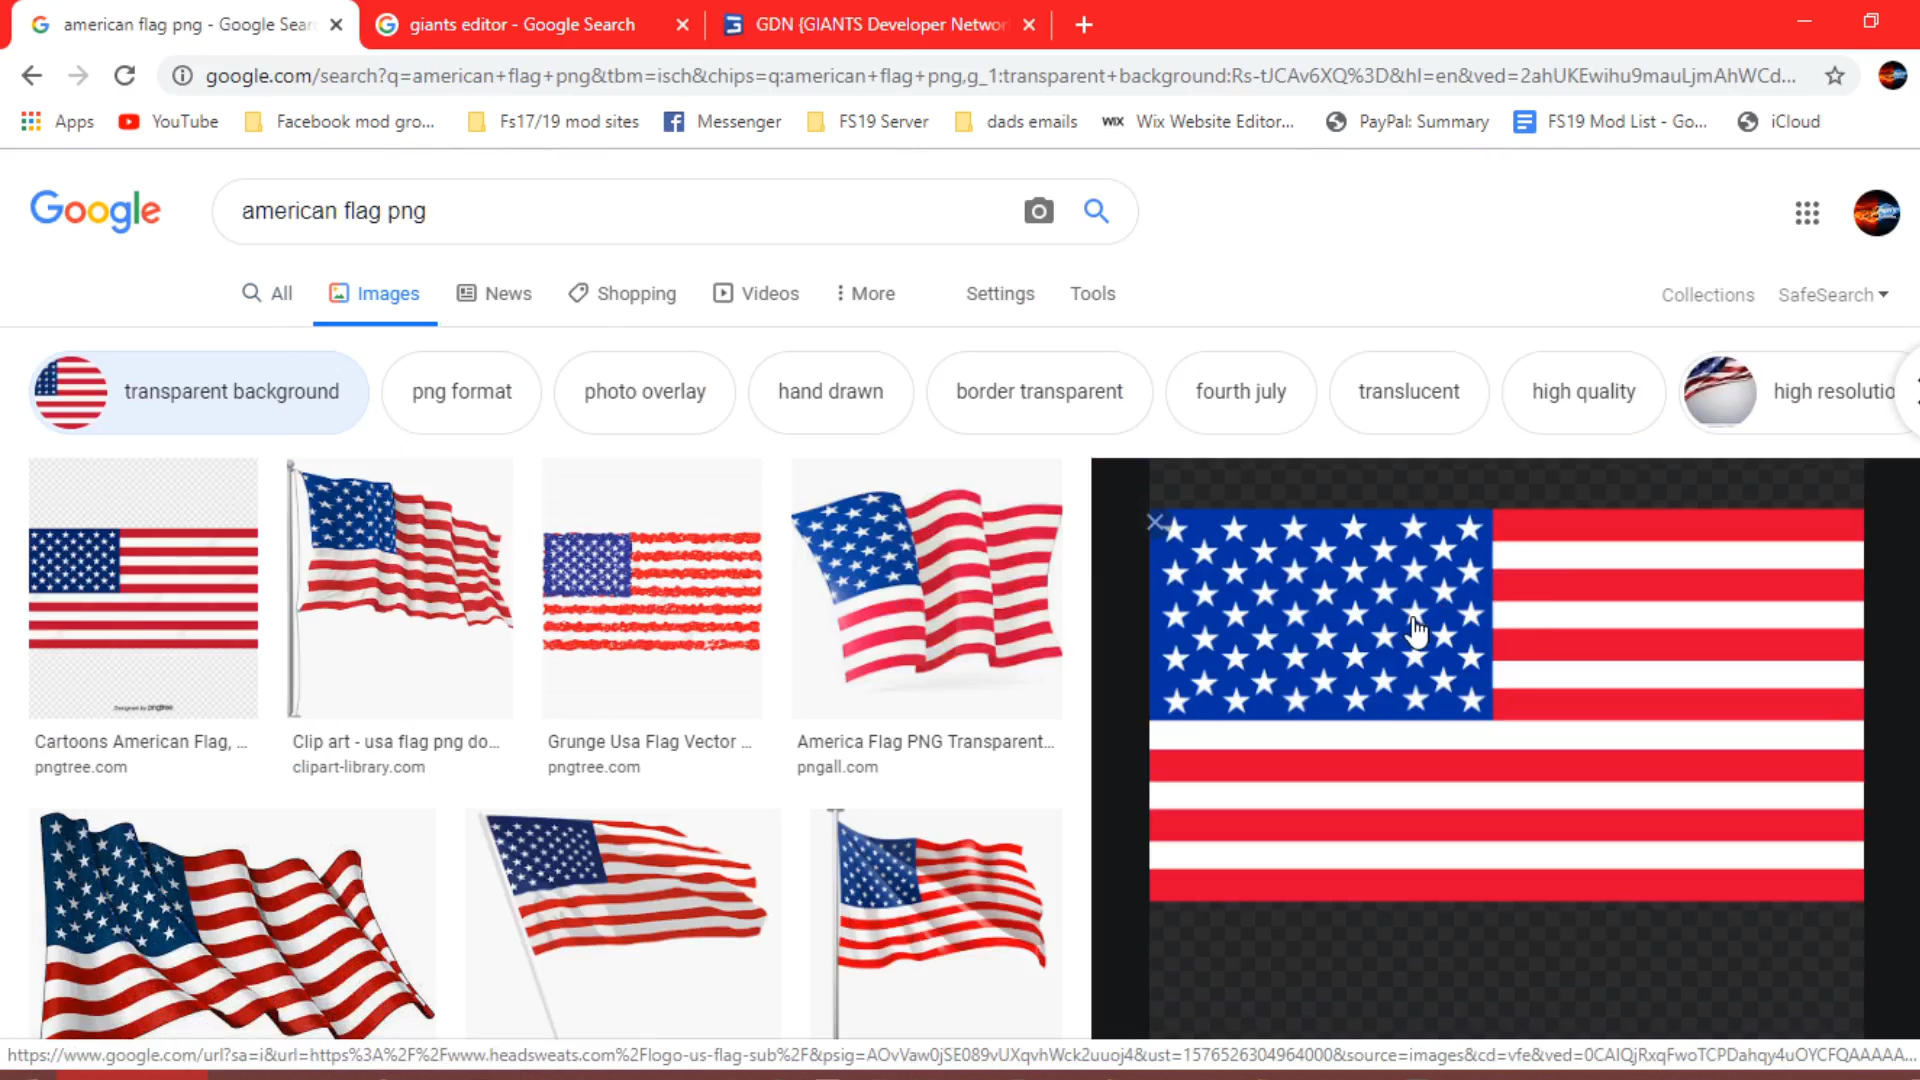 american flag png - Google Sear
giants editor - Google Search
GDN {GIANTS Developer Networ
google.com/search?q=american+flag+png&tbm=isch&chips=q:american+flag+png,g_1:transparent+background:Rs-tJCAv6XQ%3D&hl=en&ved=2ahUKEwihu9mauLjmAhWCd...
Apps
YouTube
Facebook mod gro...
Fs17/19 mod sites
Messenger
FS19 Server
dads emails
WIX Wix Website Editor...
PayPal: Summary
FS19 Mod List - Go...
iCloud
Google
american flag png
All
Images
News
Shopping
Videos
More
Settings
Tools
Collections
SafeSearch
transparent background
png format
photo overlay
hand drawn
border transparent
fourth july
translucent
high quality
high resolutio
Designed by pngtree
Cartoons American Flag, ...
pngtree.com
Clip art - usa flag png do...
clipart-library.com
Grunge Usa Flag Vector ...
pngtree.com
America Flag PNG Transparent...
pngall.com
https://www.google.com/url?sa=i&url=https%3A%2F%2Fwww.headsweats.com%2Flogo-us-flag-sub%2F&psig=AOvVaw0jSE089vUXqvhWck2uuoj4&ust=1576526304964000&source=images&cd=vfe&ved=0CAIQjRxqFwoTCPDahqy4uOYCFQAAAAA...